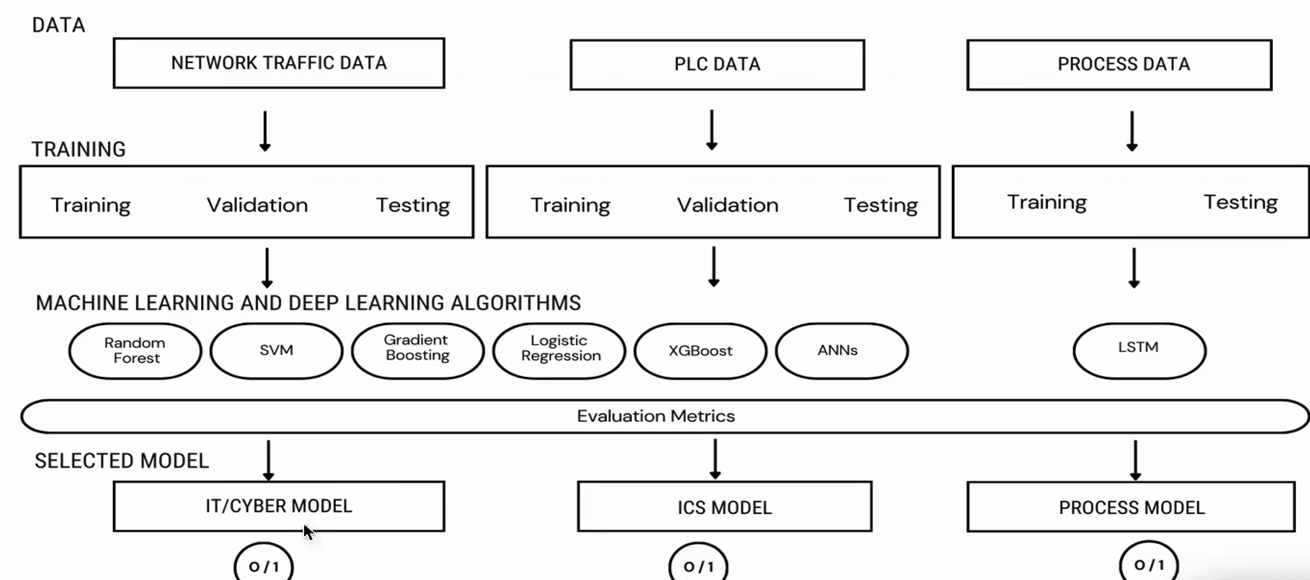 DATA
NETWORK TRAFFIC DATA
PLC DATA
PROCESS DATA
TRAINING
Training Validation Testing
Training Validation Testing
Training Testing
MACHINE LEARNING AND DEEP LEARNING ALGORITHMS
Random
Forest
SVM
Gradient
Boosting
Logistic
Regression
XGBoost
ANNs
LSTM
Evaluation Metrics
SELECTED MODEL
IT/CYBER MODEL
ICS MODEL
PROCESS MODEL
0/1
0/1
0/1